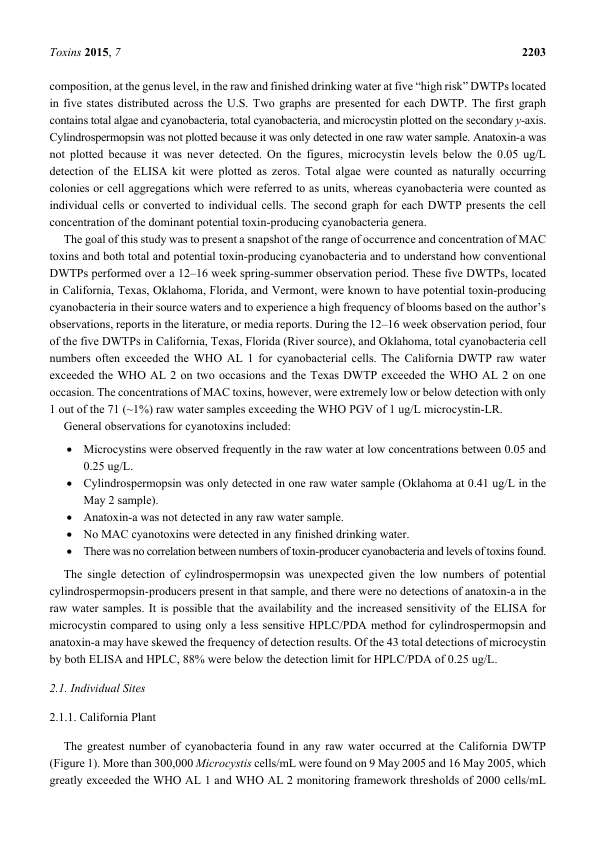 Toxins 2015, 7 2203
composition, at the genus level, in the raw and finished drinking water at five “high risk” DWTPs located
in five states distributed across the U.S. Two graphs are presented for each DWTP. The first graph
contains total algae and cyanobacteria, total cyanobacteria, and microcystin plotted on the secondary y-axis.
Cylindrospermopsin was not plotted because it was only detected in one raw water sample. Anatoxin-a was
not plotted because it was never detected. On the figures, microcystin levels below the 0.05 ug/L
detection of the ELISA kit were plotted as zeros. Total algae were counted as naturally occurring
colonies or cell aggregations which were referred to as units, whereas cyanobacteria were counted as
individual cells or converted to individual cells. The second graph for each DWTP presents the cell
concentration of the dominant potential toxin-producing cyanobacteria genera.
The goal of this study was to present a snapshot of the range of occurrence and concentration of MAC
toxins and both total and potential toxin-producing cyanobacteria and to understand how conventional
DWTPs performed over a 12–16 week spring-summer observation period. These five DWTPs, located
in California, Texas, Oklahoma, Florida, and Vermont, were known to have potential toxin-producing
cyanobacteria in their source waters and to experience a high frequency of blooms based on the author’s
observations, reports in the literature, or media reports. During the 12–16 week observation period, four
of the five DWTPs in California, Texas, Florida (River source), and Oklahoma, total cyanobacteria cell
numbers often exceeded the WHO AL 1 for cyanobacterial cells. The California DWTP raw water
exceeded the WHO AL 2 on two occasions and the Texas DWTP exceeded the WHO AL 2 on one
occasion. The concentrations of MAC toxins, however, were extremely low or below detection with only
1 out of the 71 (~1%) raw water samples exceeding the WHO PGV of 1 ug/L microcystin-LR.
General observations for cyanotoxins included:
• Microcystins were observed frequently in the raw water at low concentrations between 0.05 and
0.25 ug/L.
• Cylindrospermopsin was only detected in one raw water sample (Oklahoma at 0.41 ug/L in the
May 2 sample).
• Anatoxin-a was not detected in any raw water sample.
• No MAC cyanotoxins were detected in any finished drinking water.
• There was no correlation between numbers of toxin-producer cyanobacteria and levels of toxins found.
The single detection of cylindrospermopsin was unexpected given the low numbers of potential
cylindrospermopsin-producers present in that sample, and there were no detections of anatoxin-a in the
raw water samples. It is possible that the availability and the increased sensitivity of the ELISA for
microcystin compared to using only a less sensitive HPLC/PDA method for cylindrospermopsin and
anatoxin-a may have skewed the frequency of detection results. Of the 43 total detections of microcystin
by both ELISA and HPLC, 88% were below the detection limit for HPLC/PDA of 0.25 ug/L.
2.1. Individual Sites
2.1.1. California Plant
The greatest number of cyanobacteria found in any raw water occurred at the California DWTP
(Figure 1). More than 300,000 Microcystis cells/mL were found on 9 May 2005 and 16 May 2005, which
greatly exceeded the WHO AL 1 and WHO AL 2 monitoring framework thresholds of 2000 cells/mL